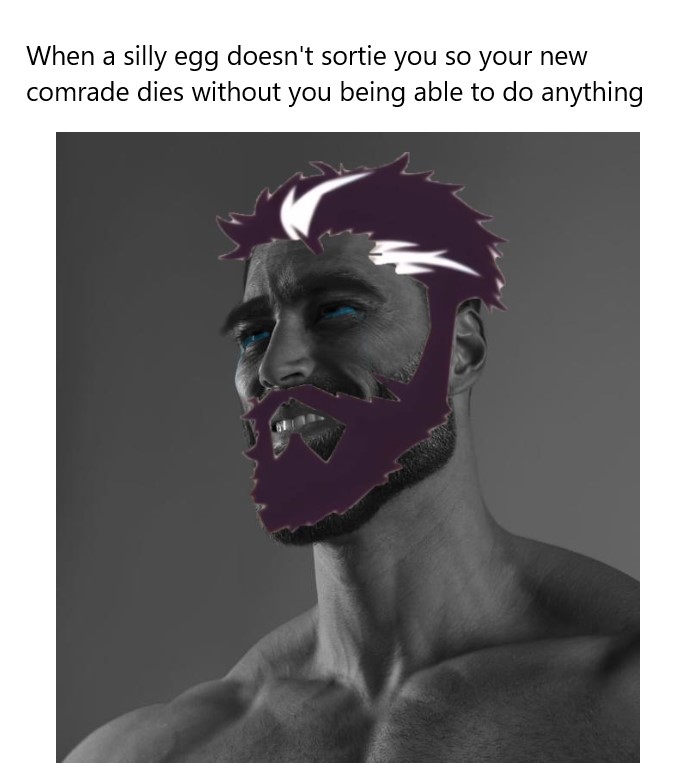 When a silly egg doesn't sortie you so your new
comrade dies without you being able to do anything